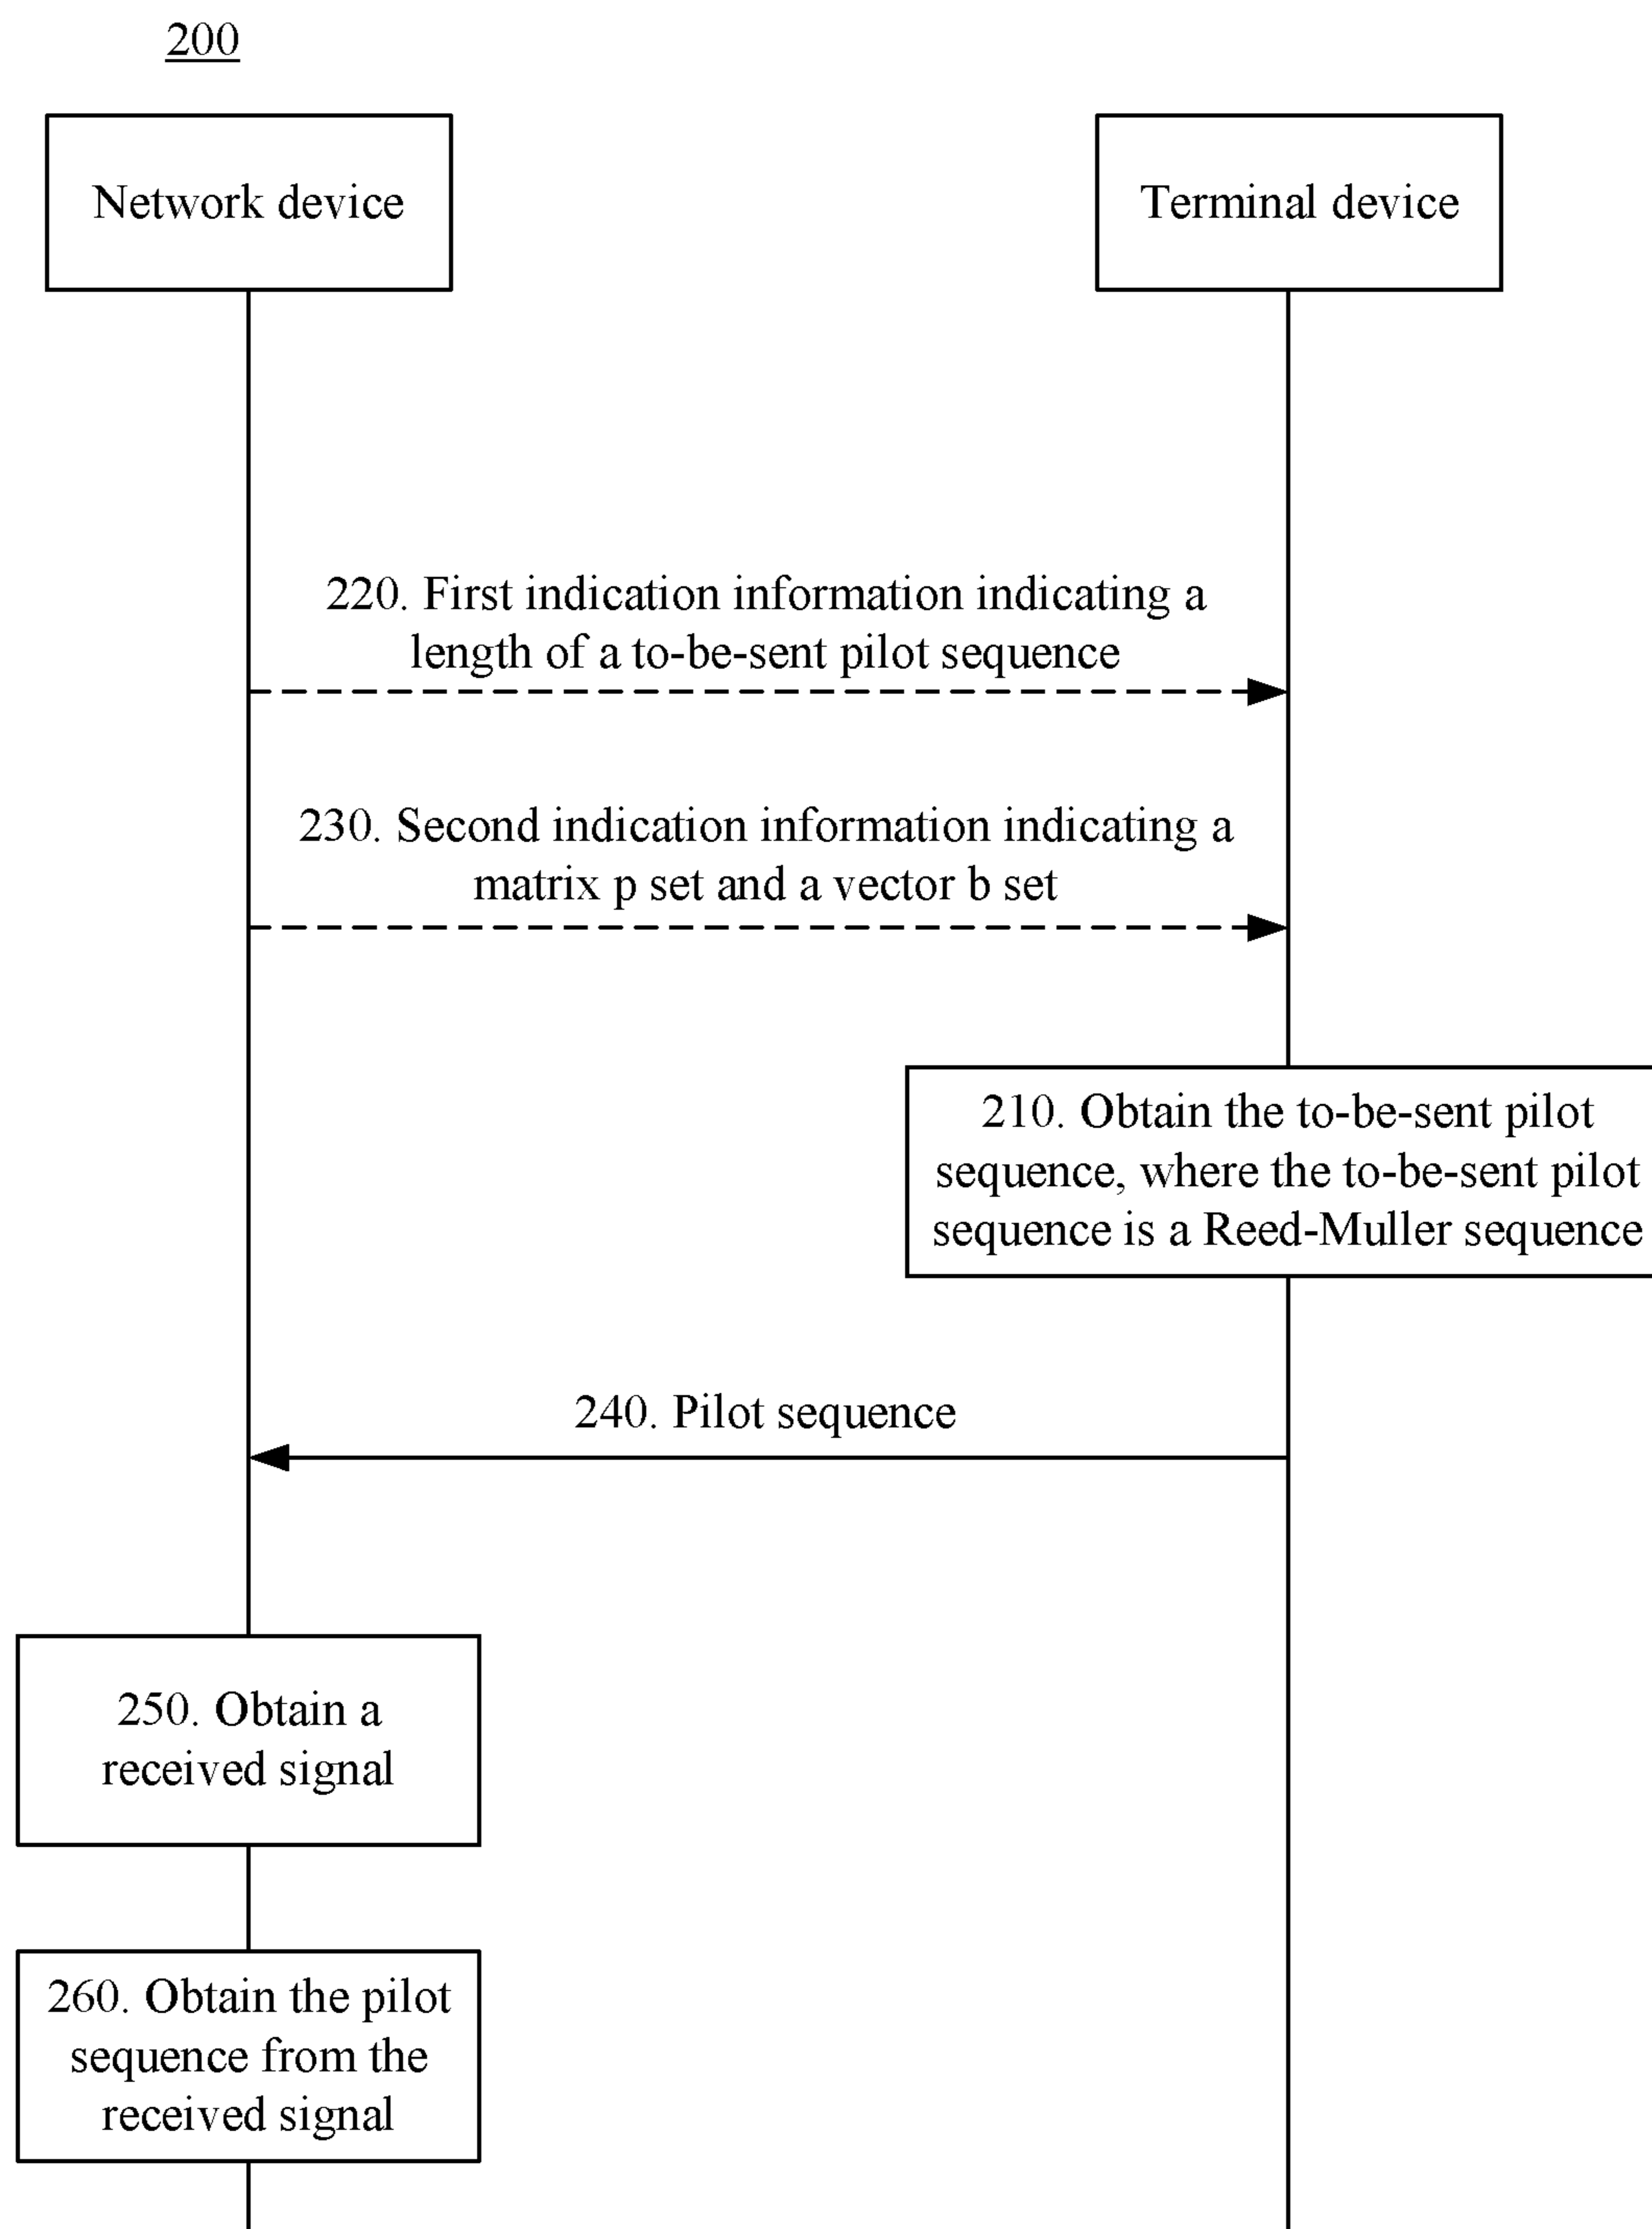 200
Network device
Terminal device
220. First indication information indicating a
length of a to-be-sent pilot sequence
230. Second indication information indicating a
matrix p set and a vector b set
210. Obtain the to-be-sent pilot
sequence, where the to-be-sent pilot
sequence is a Reed-Muller sequence
240. Pilot sequence
250. Obtain a
received signal
260. Obtain the pilot
sequence from the
received signal